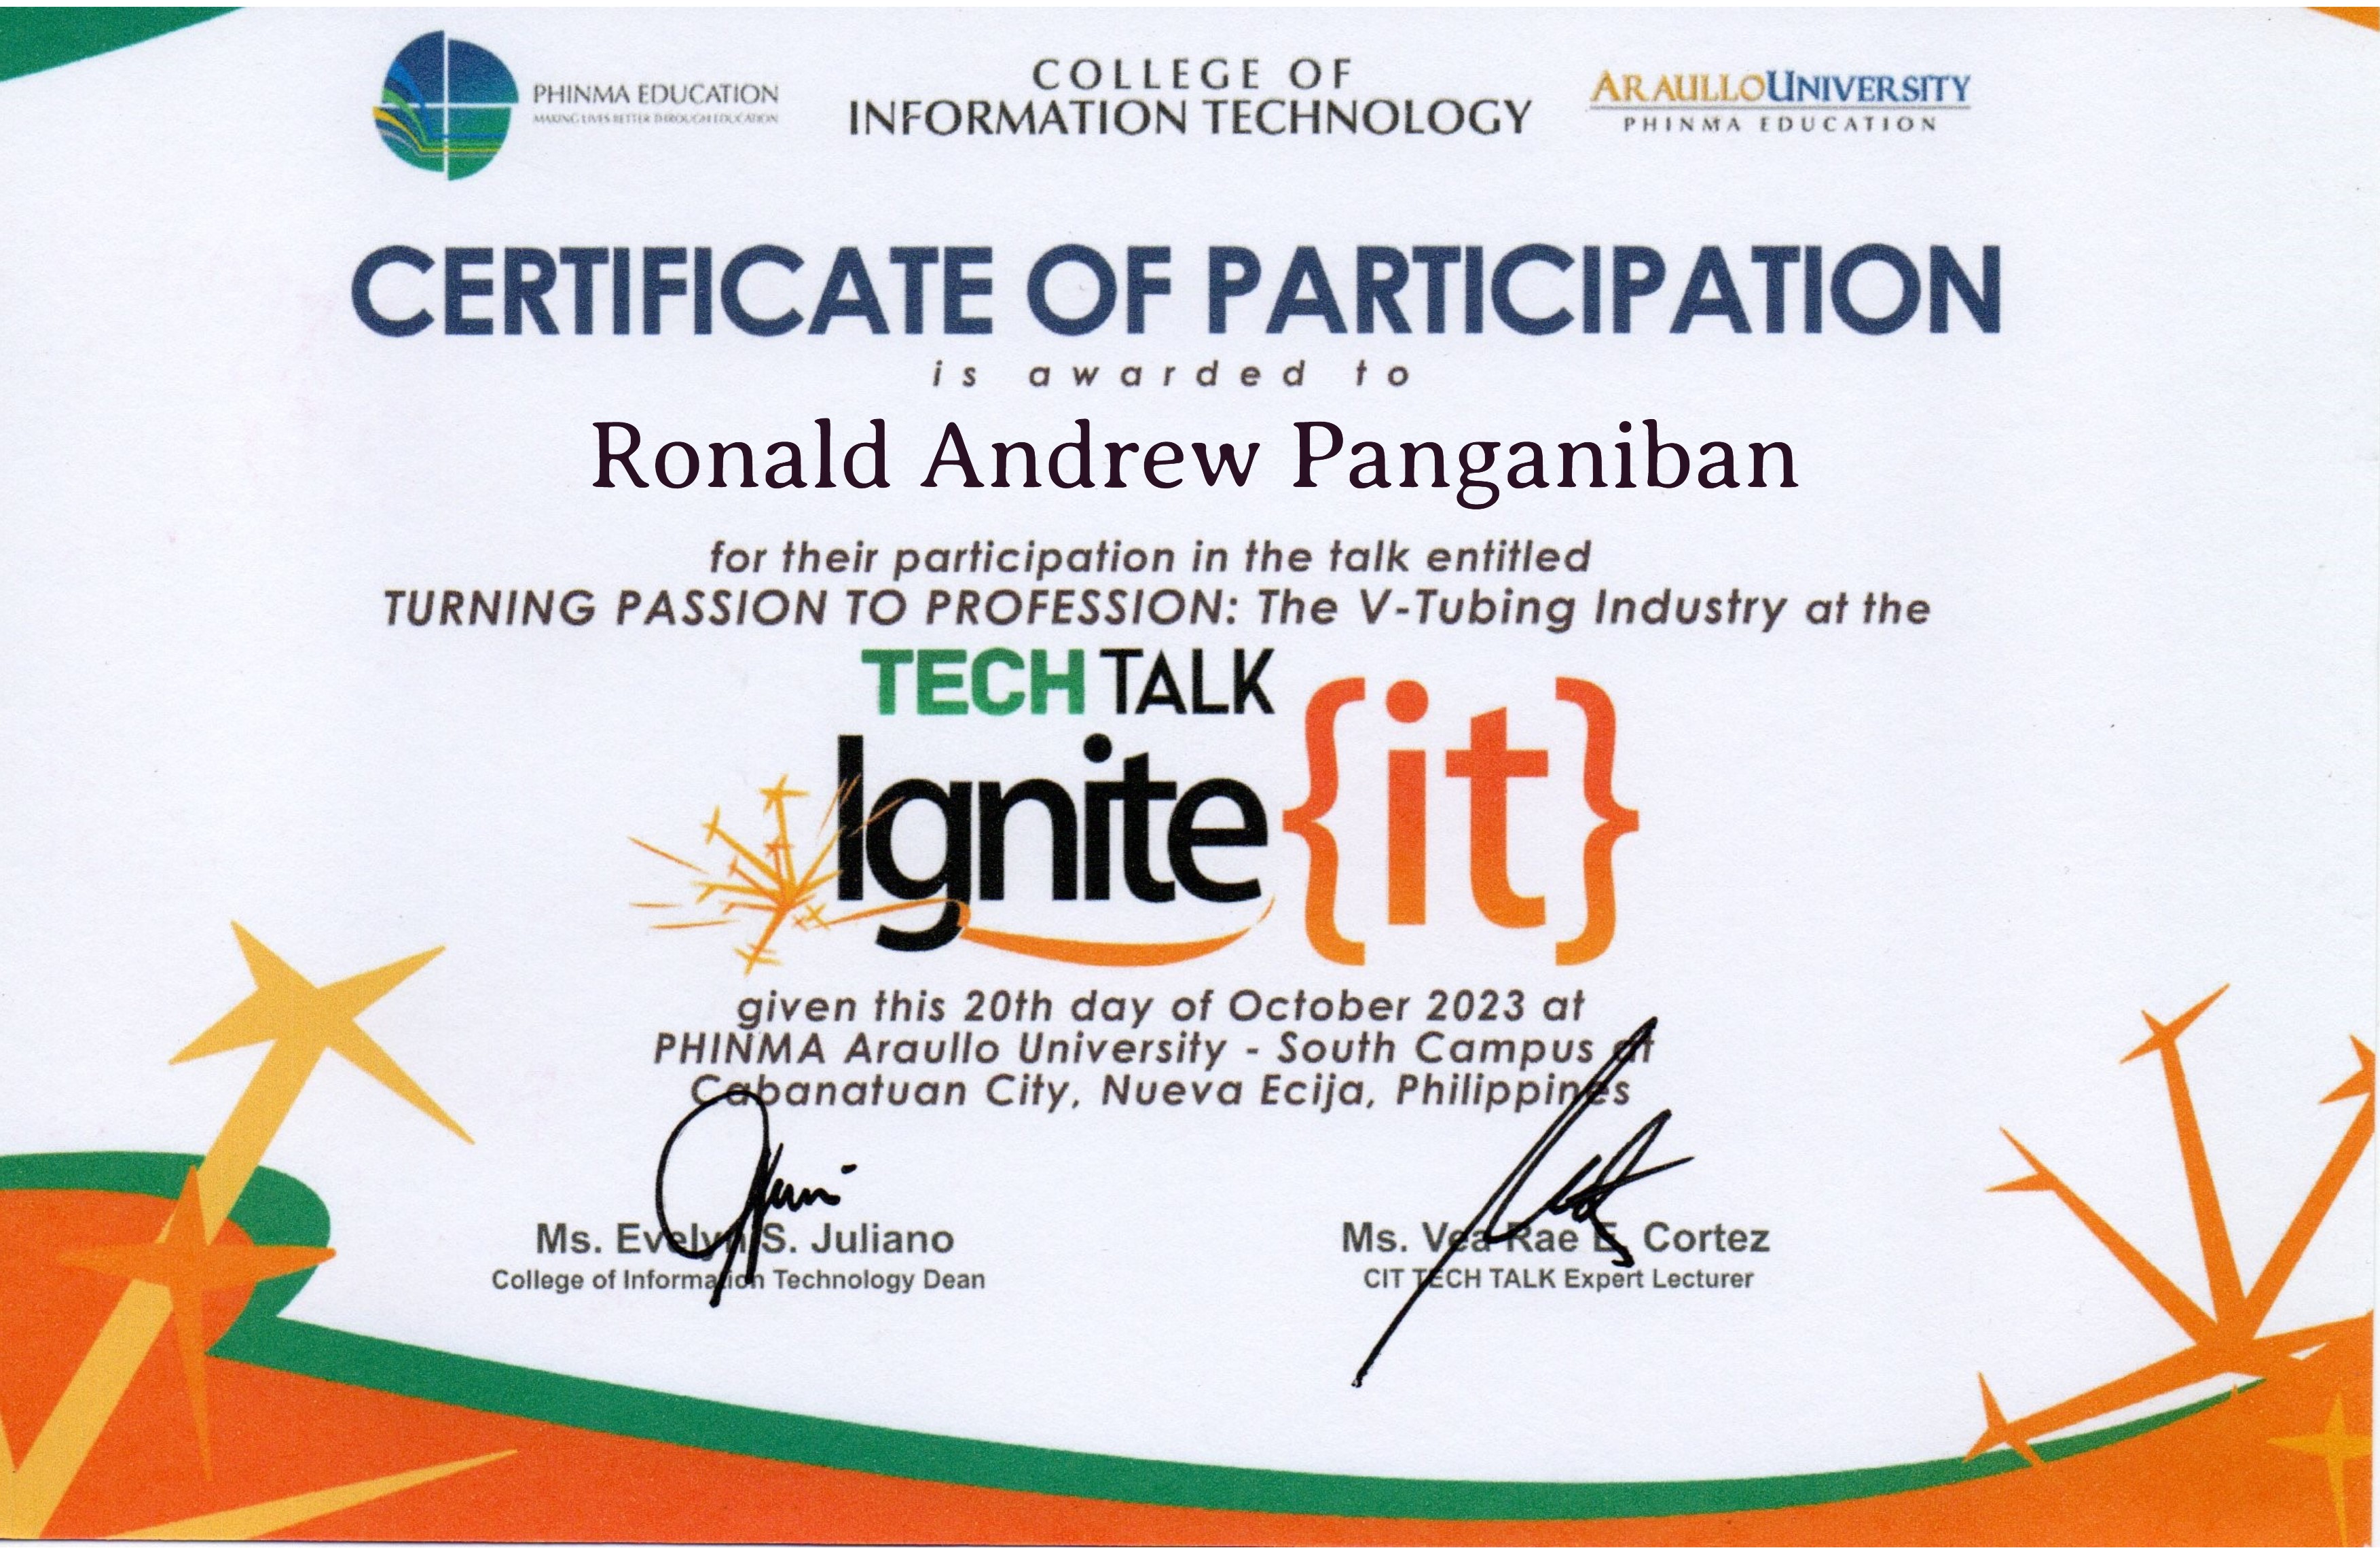 PHINMA EDUCATION
MAKING LIVES BETTER THROUGH EDUCATION
COLLEGE OF
INFORMATION TECHNOLOGY
ARAULLOUNIVERSITY
PHINMA EDUCATION
CERTIFICATE OF PARTICIPATION
is awarded to
Ronald Andrew Panganiban
for their participation in the talk entitled
TURNING PASSION TO PROFESSION: The V-Tubing Industry at the
TECH TALK
Ignite {it}
given this 20th day of October 2023 at
PHINMA Araullo University - South Campus at
Cabanatuan City, Nueva Ecija, Philippines
Ms. Evelyn S. Juliano
College of Information Technology Dean
Ms. Vea Rae E. Cortez
CIT TECH TALK Expert Lecturer